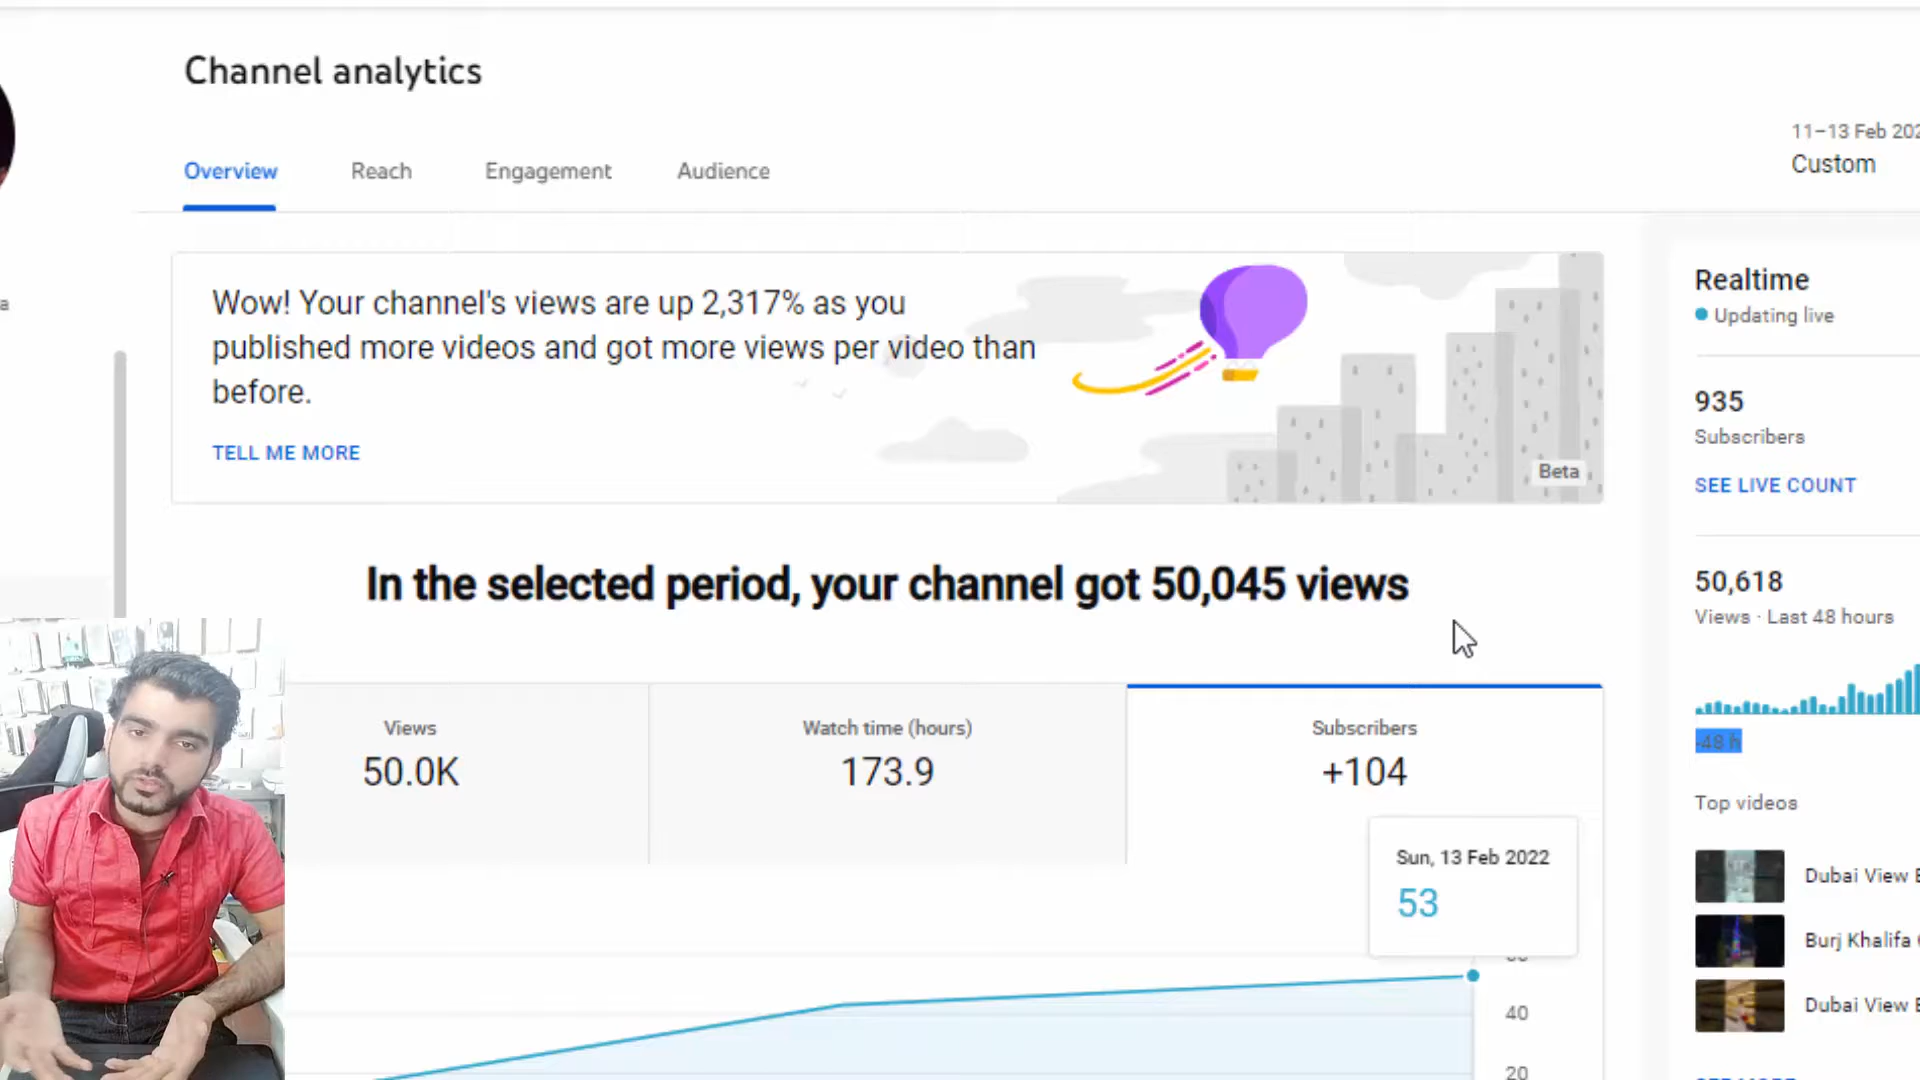 Channel analytics
11–13 Feb 202
Custom
Overview
Reach
Engagement
Audience
Wow! Your channel's views are up 2,317% as you
published more videos and got more views per video than
before.
TELL ME MORE
Beta
Realtime
Updating live
935
Subscribers
SEE LIVE COUNT
In the selected period, your channel got 50,045 views
50,618
Views · Last 48 hours
-48 h
Views
50.0K
Watch time (hours)
173.9
Subscribers
+104
Sun, 13 Feb 2022
53
40
20
Top videos
Dubai View
Burj Khalifa
Dubai View